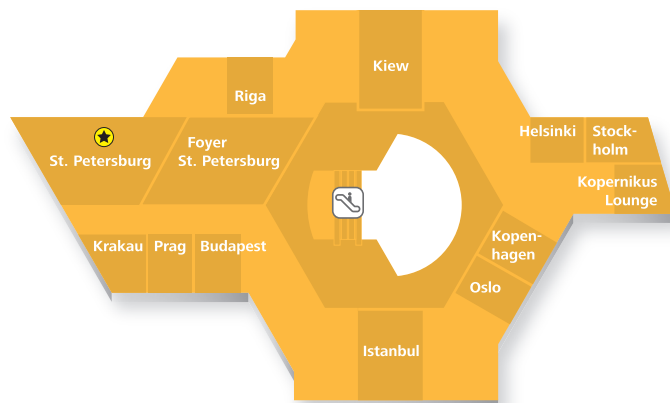 Kiew
Riga
Foyer
St. Petersburg
St. Petersburg
Helsinki
Stock-
holm
Kopernikus
Lounge
Krakau
Prag
Budapest
Kopen-
hagen
Oslo
Istanbul